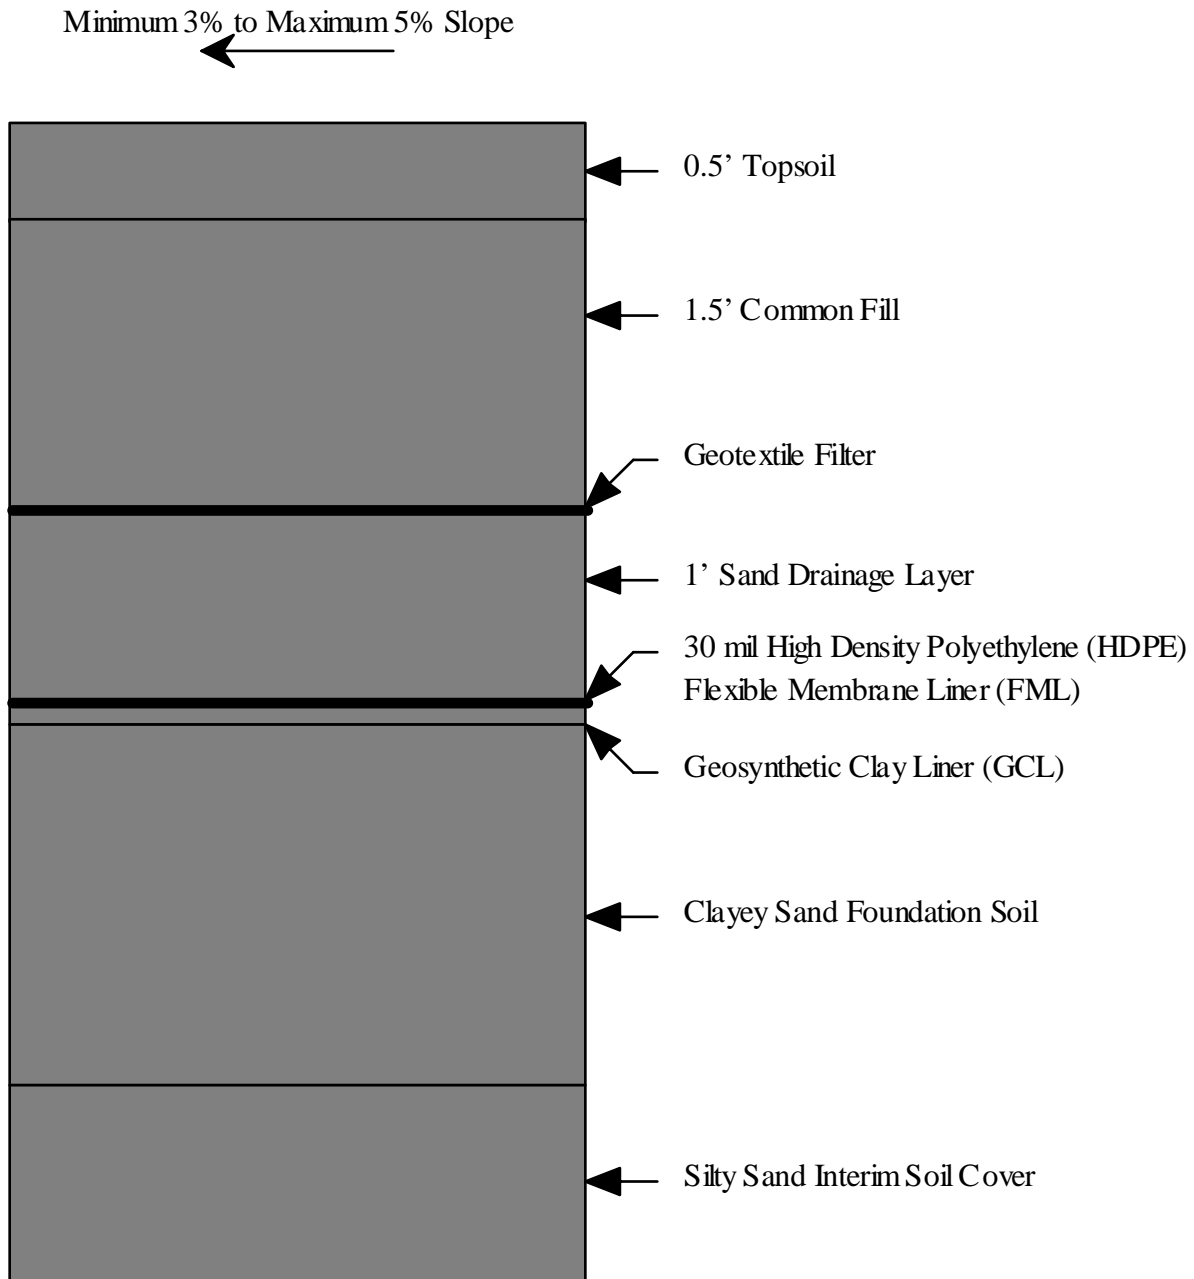 Minimum 3% to Maximum 5% Slope
0.5’ Topsoil
1.5’ Common Fill
Geotextile Filter
1’ Sand Drainage Layer
30 mil High Density Polyethylene (HDPE)
Flexible Membrane Liner (FML)
Geosynthetic Clay Liner (GCL)
Clayey Sand Foundation Soil
Silty Sand Interim Soil Cover